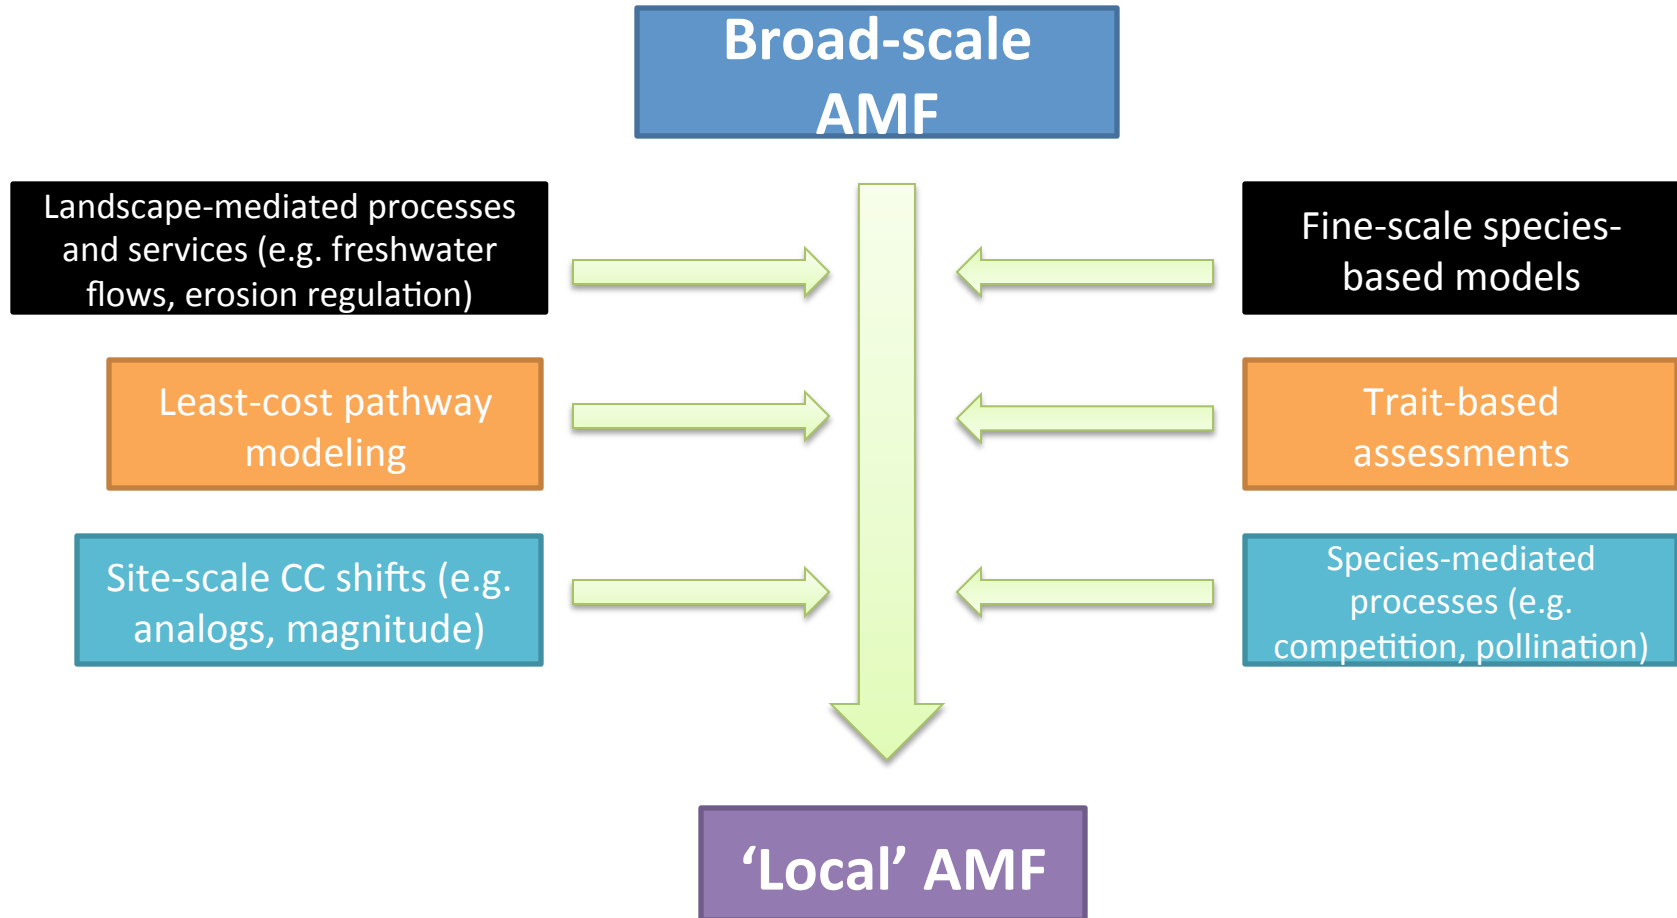 Broad-scale
AMF
Landscape-mediated processes
and services (e.g. freshwater
flows, erosion regulation)
Fine-scale species-
based models
Least-cost pathway
modeling
Trait-based
assessments
Site-scale CC shifts (e.g.
analogs, magnitude)
Species-mediated
processes (e.g.
competition, pollination)
‘Local’ AMF